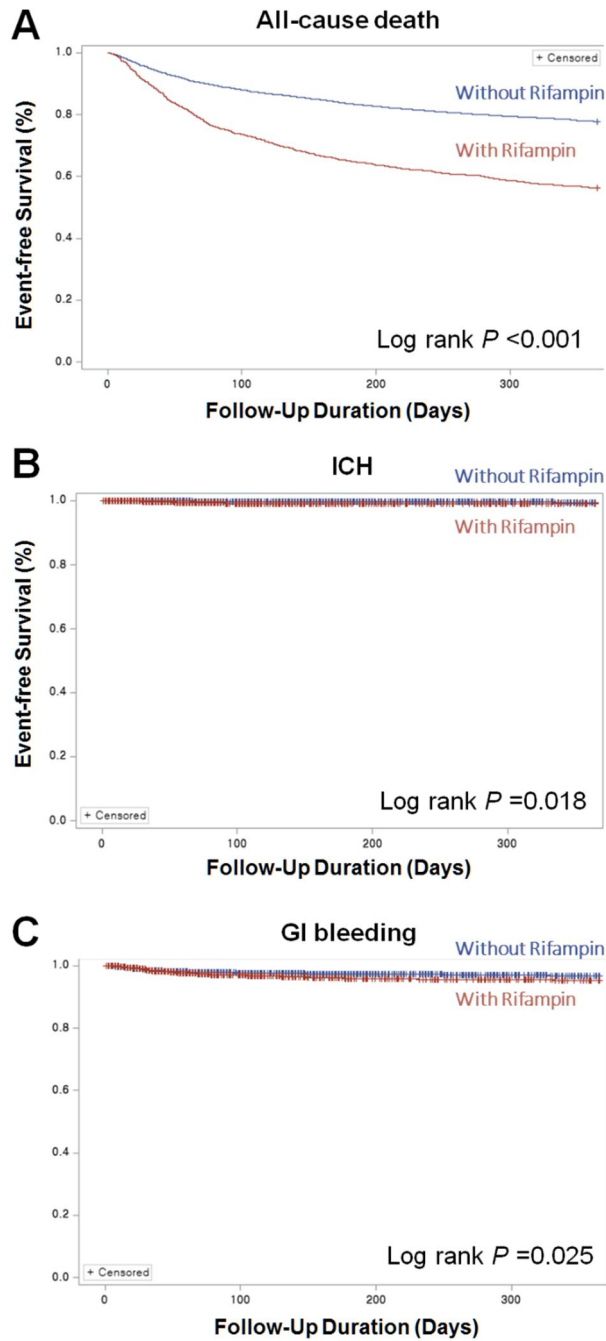 A
All-cause death
1.0
+ Censored
Without Rifampin
0.8
With Rifampin
0.6
0.4
0.2
Log rank P <0.001
0.0
0 100 200 300
Event-free Survival (%)
Follow-Up Duration (Days)
B
ICH
Without Rifampin
1.0
With Rifampin
0.8
0.6
0.4
0.2
Log rank P =0.018
+ Censored
0.0
0 100 200 300
Event-free Survival (%)
Follow-Up Duration (Days)
C
GI bleeding
Without Rifampin
1.0
With Rifampin
0.8
0.6
0.4
0.2
Log rank P =0.025
+ Censored
0.0
0 100 200 300
Follow-Up Duration (Days)